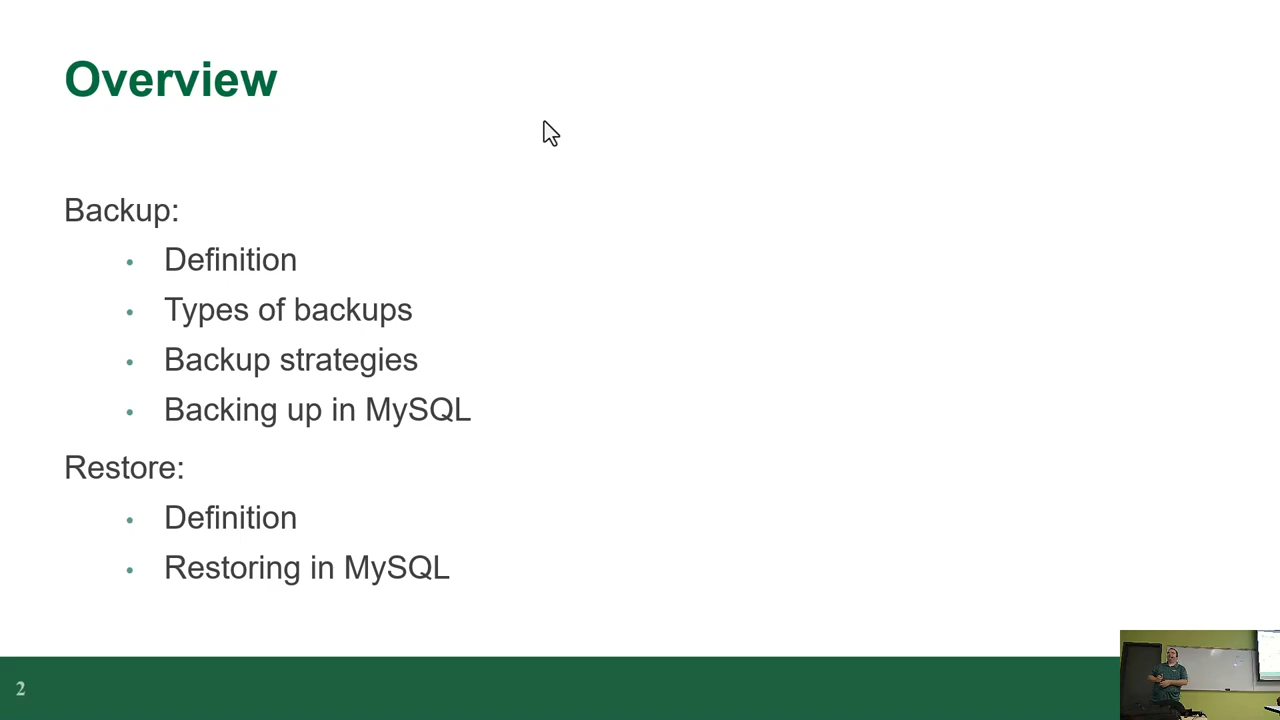 Overview
Backup:
• Definition
• Types of backups
• Backup strategies
• Backing up in MySQL
Restore:
• Definition
• Restoring in MySQL
2